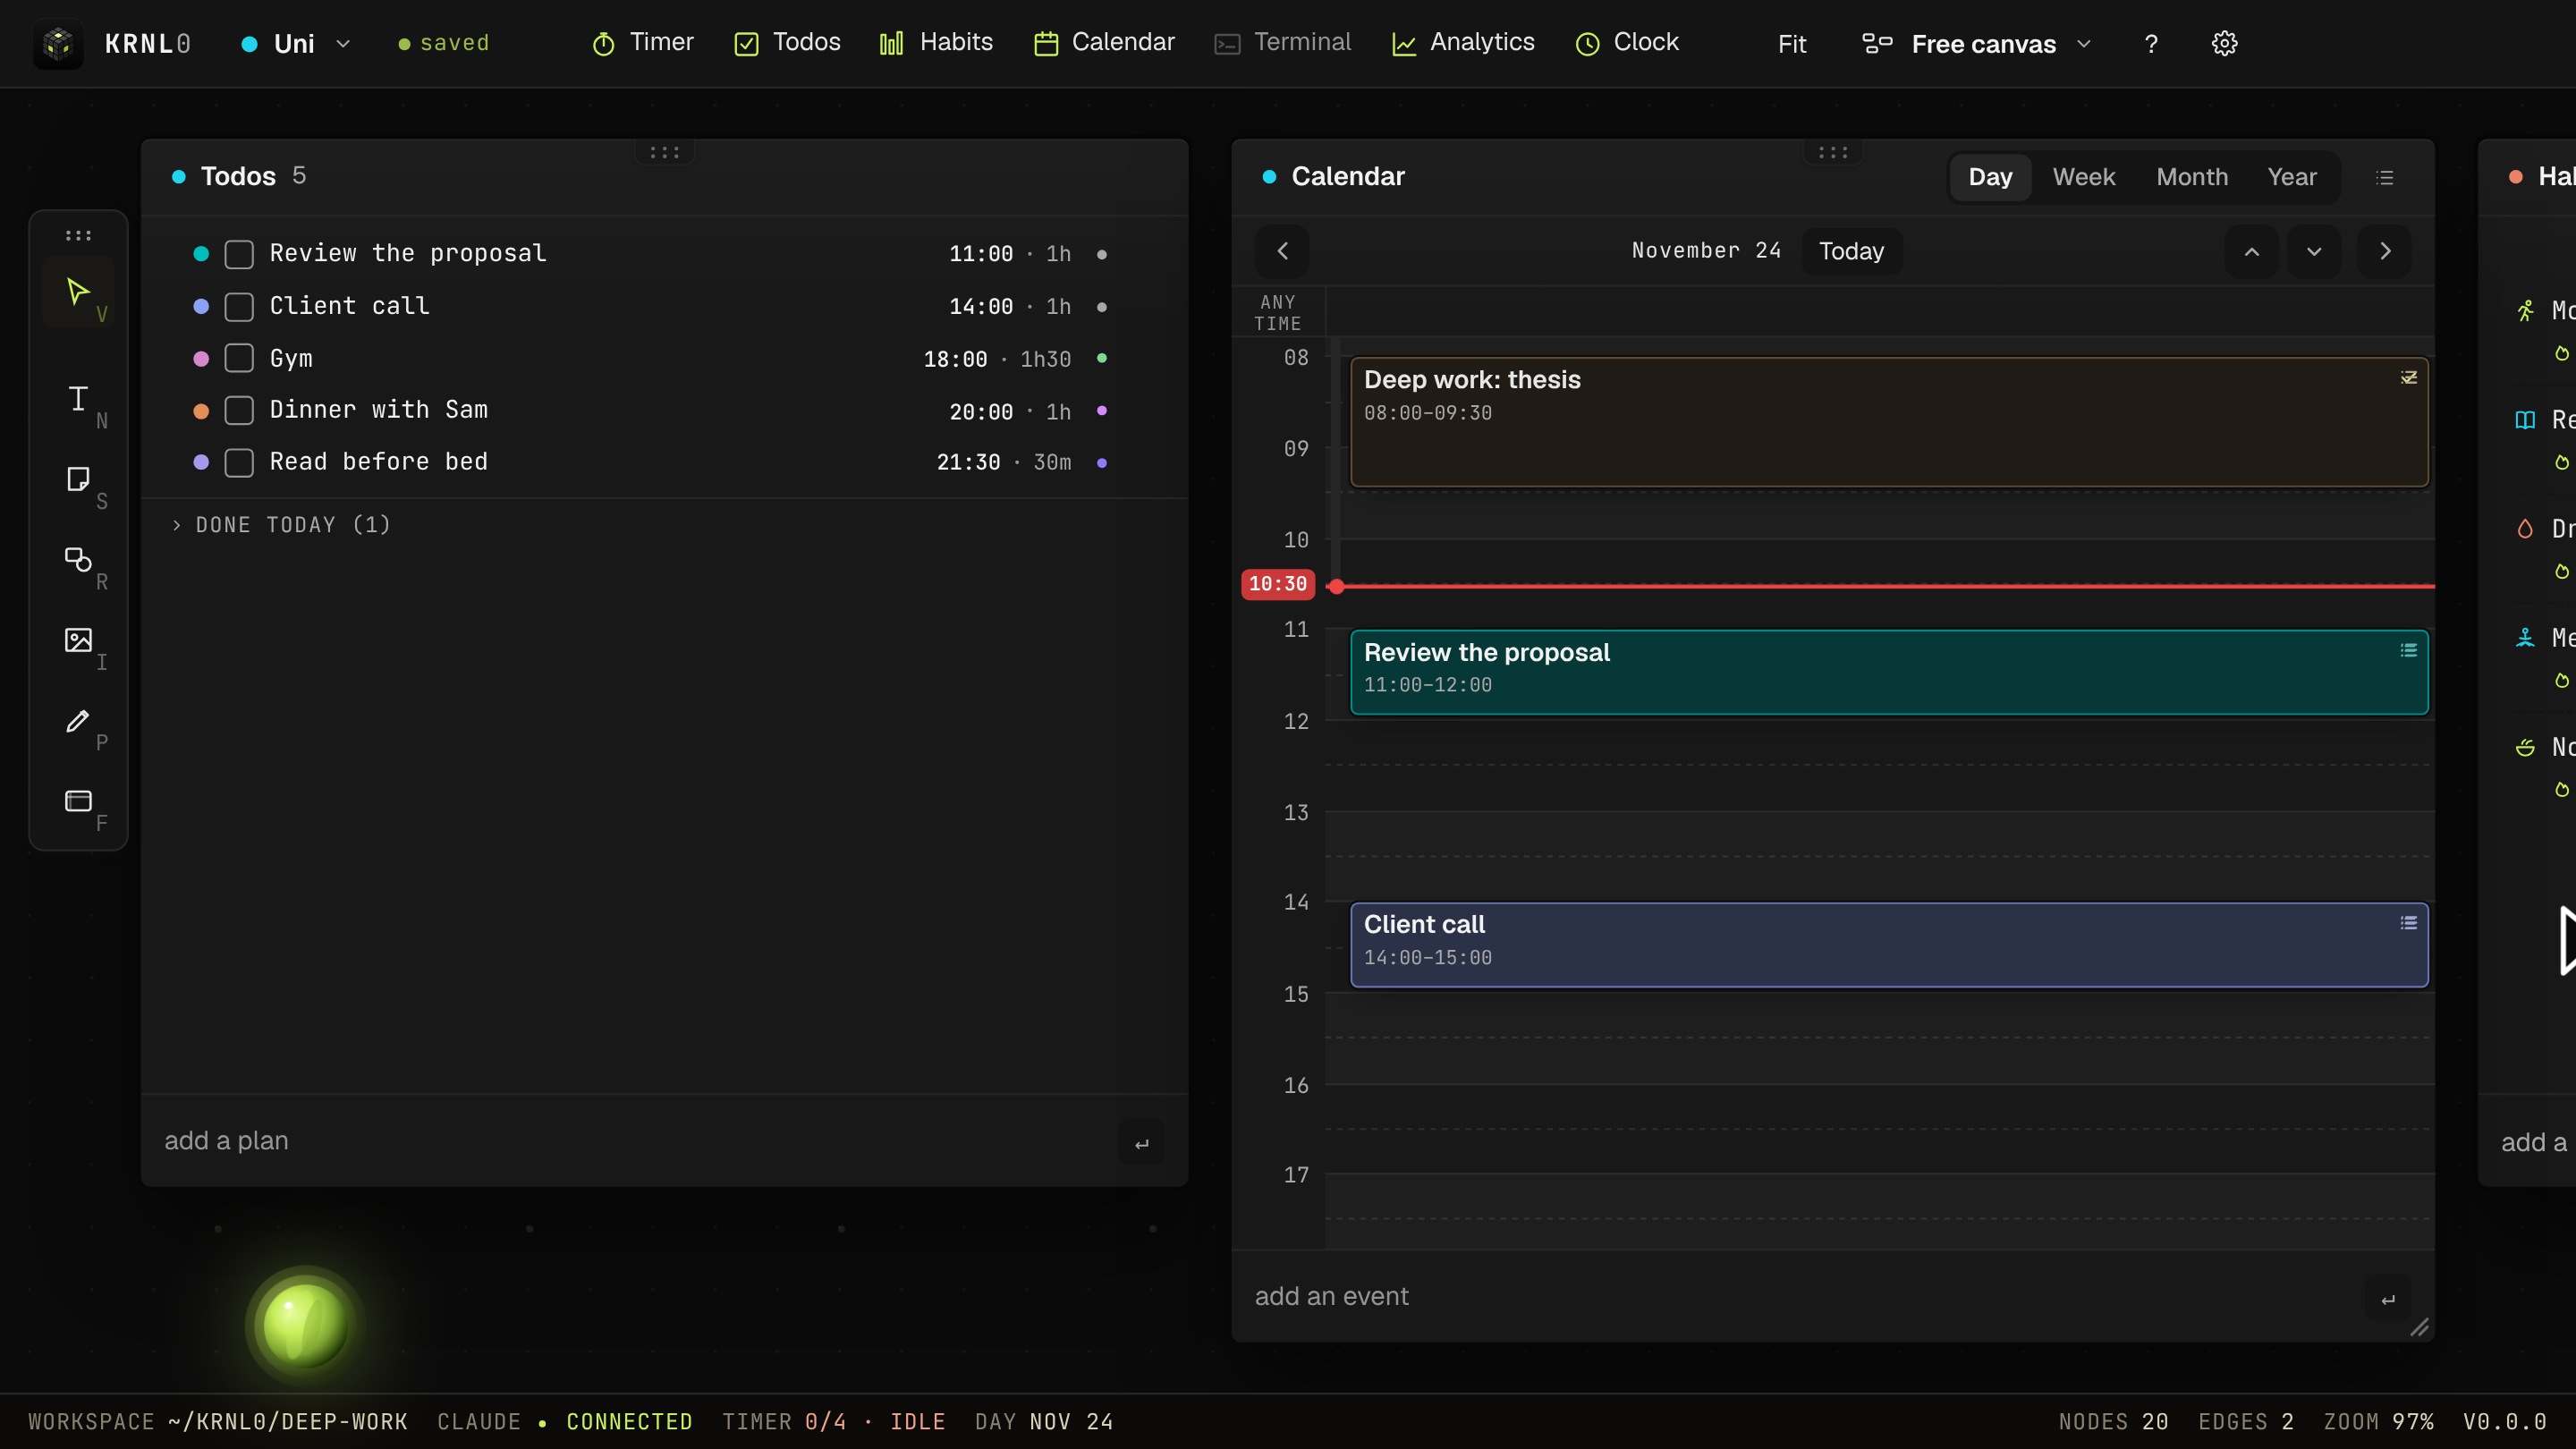 KRNL0 Uni saved Timer Todos Habits Calendar Terminal Analytics Clock Fit Free canvas ?
Todos 5
Review the proposal 11:00 · 1h
Client call 14:00 · 1h
Gym 18:00 · 1h30
Dinner with Sam 20:00 · 1h
Read before bed 21:30 · 30m
DONE TODAY (1)
add a plan
V
N
S
R
I
P
F
Calendar Day Week Month Year
November 24 Today
ANY
TIME
08
Deep work: thesis
08:00–09:30
09
10
10:30
11
Review the proposal
11:00–12:00
12
13
14
Client call
14:00–15:00
15
16
17
add an event
add a
WORKSPACE ~/KRNL0/DEEP-WORK CLAUDE • CONNECTED TIMER 0/4 · IDLE DAY NOV 24 NODES 20 EDGES 2 ZOOM 97% V0.0.0